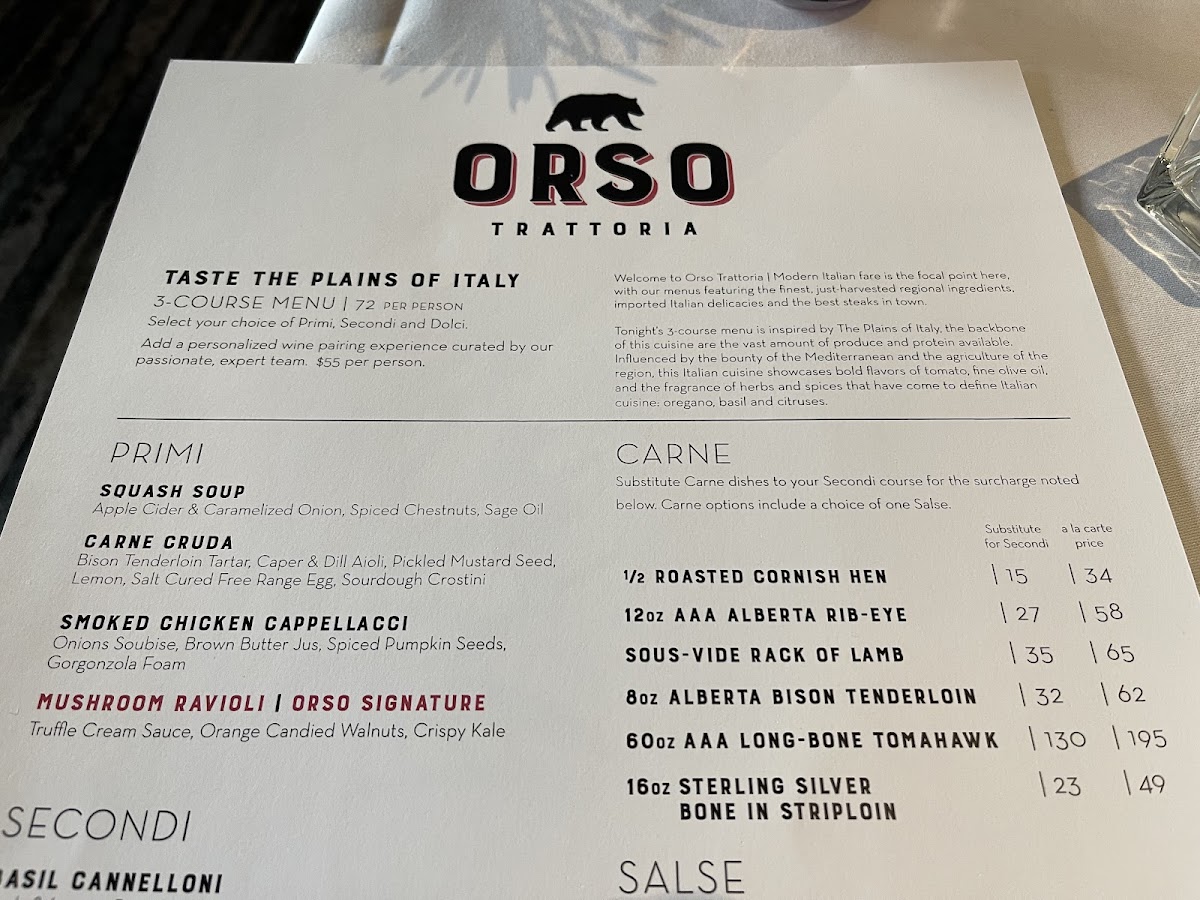 ORSO
TRATTORIA
TASTE THE PLAINS OF ITALY
3-COURSE MENU | 72 PER PERSON
Select your choice of Primi, Secondi and Dolci.
Add a personalized wine pairing experience curated by our
passionate, expert team. $55 per person.
Welcome to Orso Trattoria | Modern Italian fare is the focal point here,
with our menus featuring the finest, just-harvested regional ingredients,
imported Italian delicacies and the best steaks in town.
Tonight's 3-course menu is inspired by The Plains of Italy, the backbone
of this cuisine are the vast amount of produce and protein available.
Influenced by the bounty of the Mediterranean and the agriculture of the
region, this Italian cuisine showcases bold flavors of tomato, fine olive oil,
and the fragrance of herbs and spices that have come to define Italian
cuisine: oregano, basil and citruses.
PRIMI
SQUASH SOUP
Apple Cider & Caramelized Onion, Spiced Chestnuts, Sage Oil
CARNE CRUDA
Bison Tenderloin Tartar, Caper & Dill Aioli, Pickled Mustard Seed,
Lemon, Salt Cured Free Range Egg, Sourdough Crostini
SMOKED CHICKEN CAPPELLACCI
Onions Soubise, Brown Butter Jus, Spiced Pumpkin Seeds,
Gorgonzola Foam
MUSHROOM RAVIOLI | ORSO SIGNATURE
Truffle Cream Sauce, Orange Candied Walnuts, Crispy Kale
SECONDI
BASIL CANNELLONI
CARNE
Substitute Carne dishes to your Secondi course for the surcharge noted
below. Carne options include a choice of one Salse.
Substitute a la carte
for Secondi price
1/2 ROASTED CORNISH HEN | 15 | 34
12oz AAA ALBERTA RIB-EYE | 27 | 58
SOUS-VIDE RACK OF LAMB | 35 | 65
8oz ALBERTA BISON TENDERLOIN | 32 | 62
60oz AAA LONG-BONE TOMAHAWK | 130 | 195
16oz STERLING SILVER | 23 | 49
BONE IN STRIPLOIN
SALSE